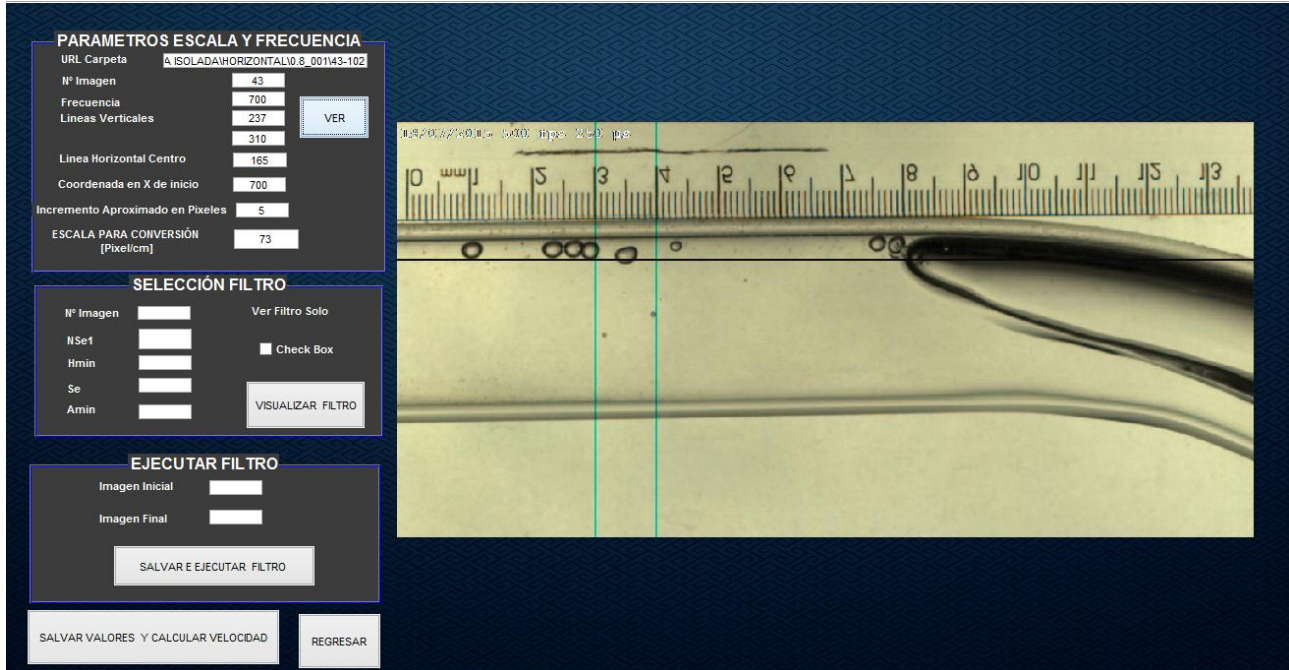 PARAMETROS ESCALA Y FRECUENCIA
URL Carpeta A ISOLADA\HORIZONTAL\0.8_001\43-102
Nº Imagen 43
Frecuencia 700
Lineas Verticales 237
VER
310
Linea Horizontal Centro 165
Coordenada en X de inicio 700
Incremento Aproximado en Pixeles 5
ESCALA PARA CONVERSIÓN
[Pixel/cm] 73
SELECCIÓN FILTRO
Nº Imagen
Ver Filtro Solo
NSe1
Check Box
Hmin
Se
Amin
VISUALIZAR FILTRO
EJECUTAR FILTRO
Imagen Inicial
Imagen Final
SALVAR E EJECUTAR FILTRO
SALVAR VALORES Y CALCULAR VELOCIDAD
REGRESAR
500 fps 250 µs
0 mm 1 2 3 4 5 6 7 8 9 10 11 12 13